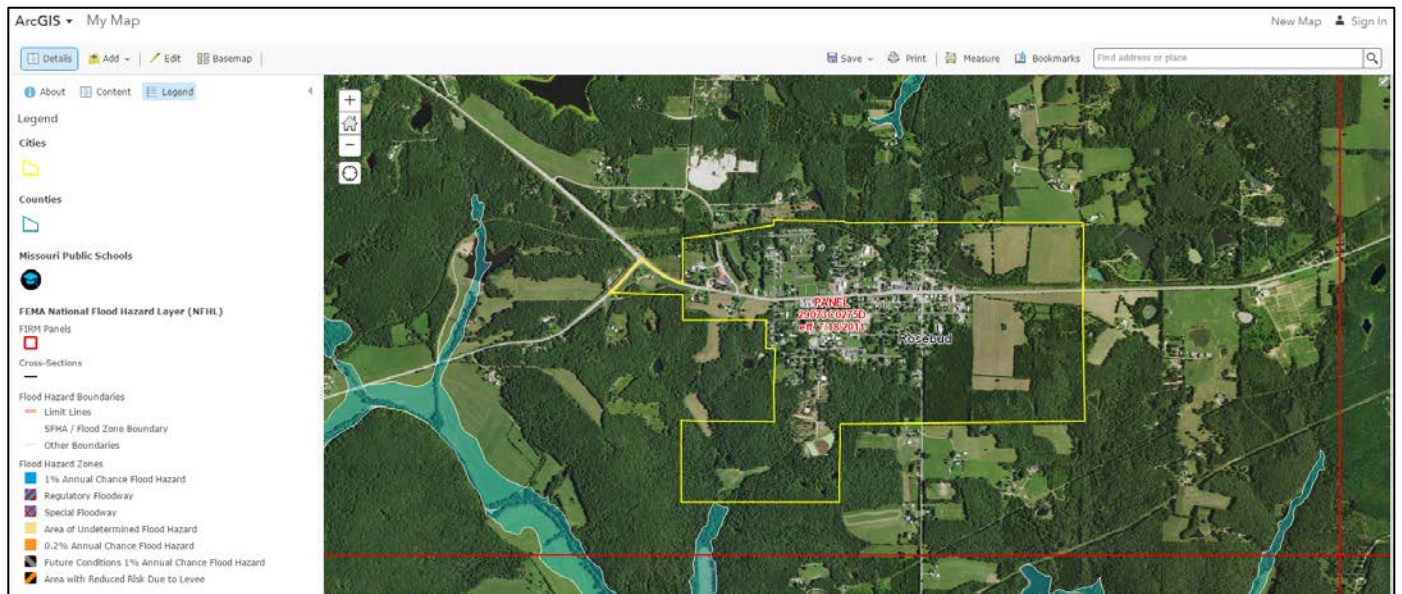 ArcGIS My Map
New Map Sign In
Details Add Edit Basemap
Save Print Measure Bookmarks Find address or place
About Content Legend
Legend
Cities
Counties
Missouri Public Schools
FEMA National Flood Hazard Layer (NFHL)
FIRM Panels
Cross-Sections
Flood Hazard Boundaries
Limit Lines
SFHA / Flood Zone Boundary
Other Boundaries
Flood Hazard Zones
1% Annual Chance Flood Hazard
Regulatory Floodway
Special Floodway
Area of Undetermined Flood Hazard
0.2% Annual Chance Flood Hazard
Future Conditions 1% Annual Chance Flood Hazard
Area with Reduced Risk Due to Levee
PANEL
29073C0275D
eff. 7/18/2011
Rosebud